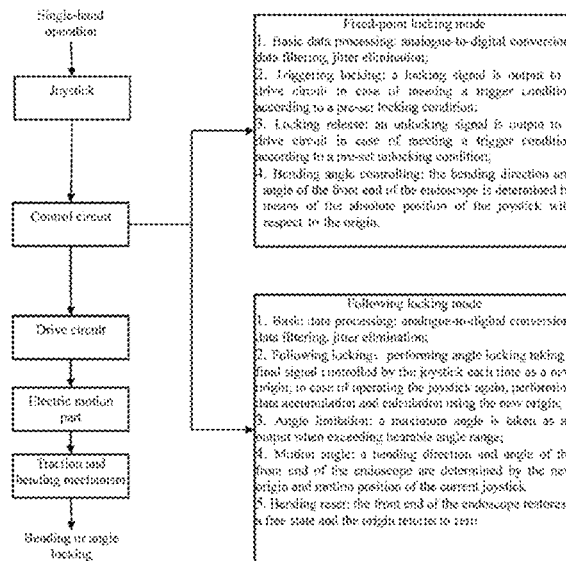 Single-hand
operation
Joystick
Control circuit
Drive circuit
Electric motion
part
Traction and
bending mechanism
Bending or angle
locking
Fixed-point locking mode
1. Basic data processing: analogue-to-digital conversion
data filtering, jitter elimination;
2. Triggering locking: a locking signal is output to
drive circuit in case of meeting a trigger condition
according to a pre-set locking condition;
3. Locking release: an unlocking signal is output to
drive circuit in case of meeting a trigger condition
according to a pre-set unlocking condition;
4. Bending angle controlling: the bending direction an
angle of the front end of the endoscope is determined b
means of the absolute position of the joystick with
respect to the origin.
Following locking mode
1. Basic data processing: analogue-to-digital conversion
data filtering, jitter elimination;
2. Following locking: performing angle locking taking
final signal controlled by the joystick each time as a new
origin; in case of operating the joystick again, performing
data accumulation and calculation using the new origin;
3. Angle limitation: a maximum angle is taken as a
output when exceeding bearable angle range;
4. Motion angle: a bending direction and angle of the
front end of the endoscope are determined by the new
origin and motion position of the current joystick.
5. Bending reset: the front end of the endoscope restores
a free state and the origin returns to zero